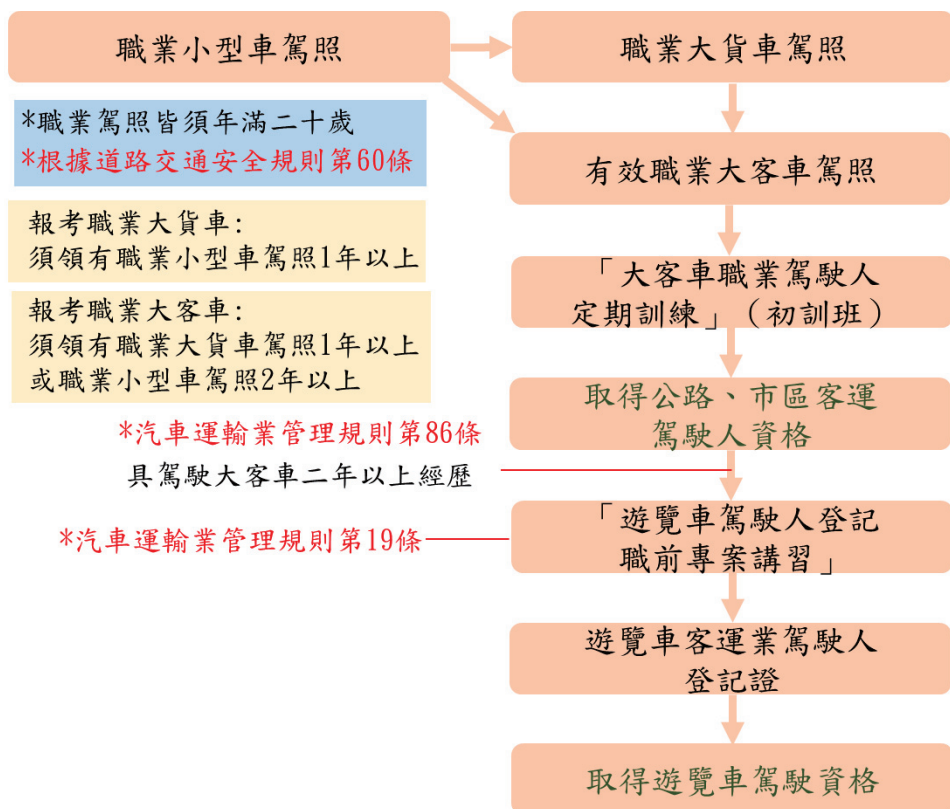 職業小型車駕照
職業大貨車駕照
*職業駕照皆須年滿二十歲
*根據道路交通安全規則第60條
有效職業大客車駕照
報考職業大貨車:
須領有職業小型車駕照1年以上
「大客車職業駕駛人
定期訓練」（初訓班）
報考職業大客車:
須領有職業大貨車駕照1年以上
或職業小型車駕照2年以上
取得公路、市區客運
駕駛人資格
*汽車運輸業管理規則第86條
具駕駛大客車二年以上經歷
*汽車運輸業管理規則第19條
「遊覽車駕駛人登記
職前專案講習」
遊覽車客運業駕駛人
登記證
取得遊覽車駕駛資格